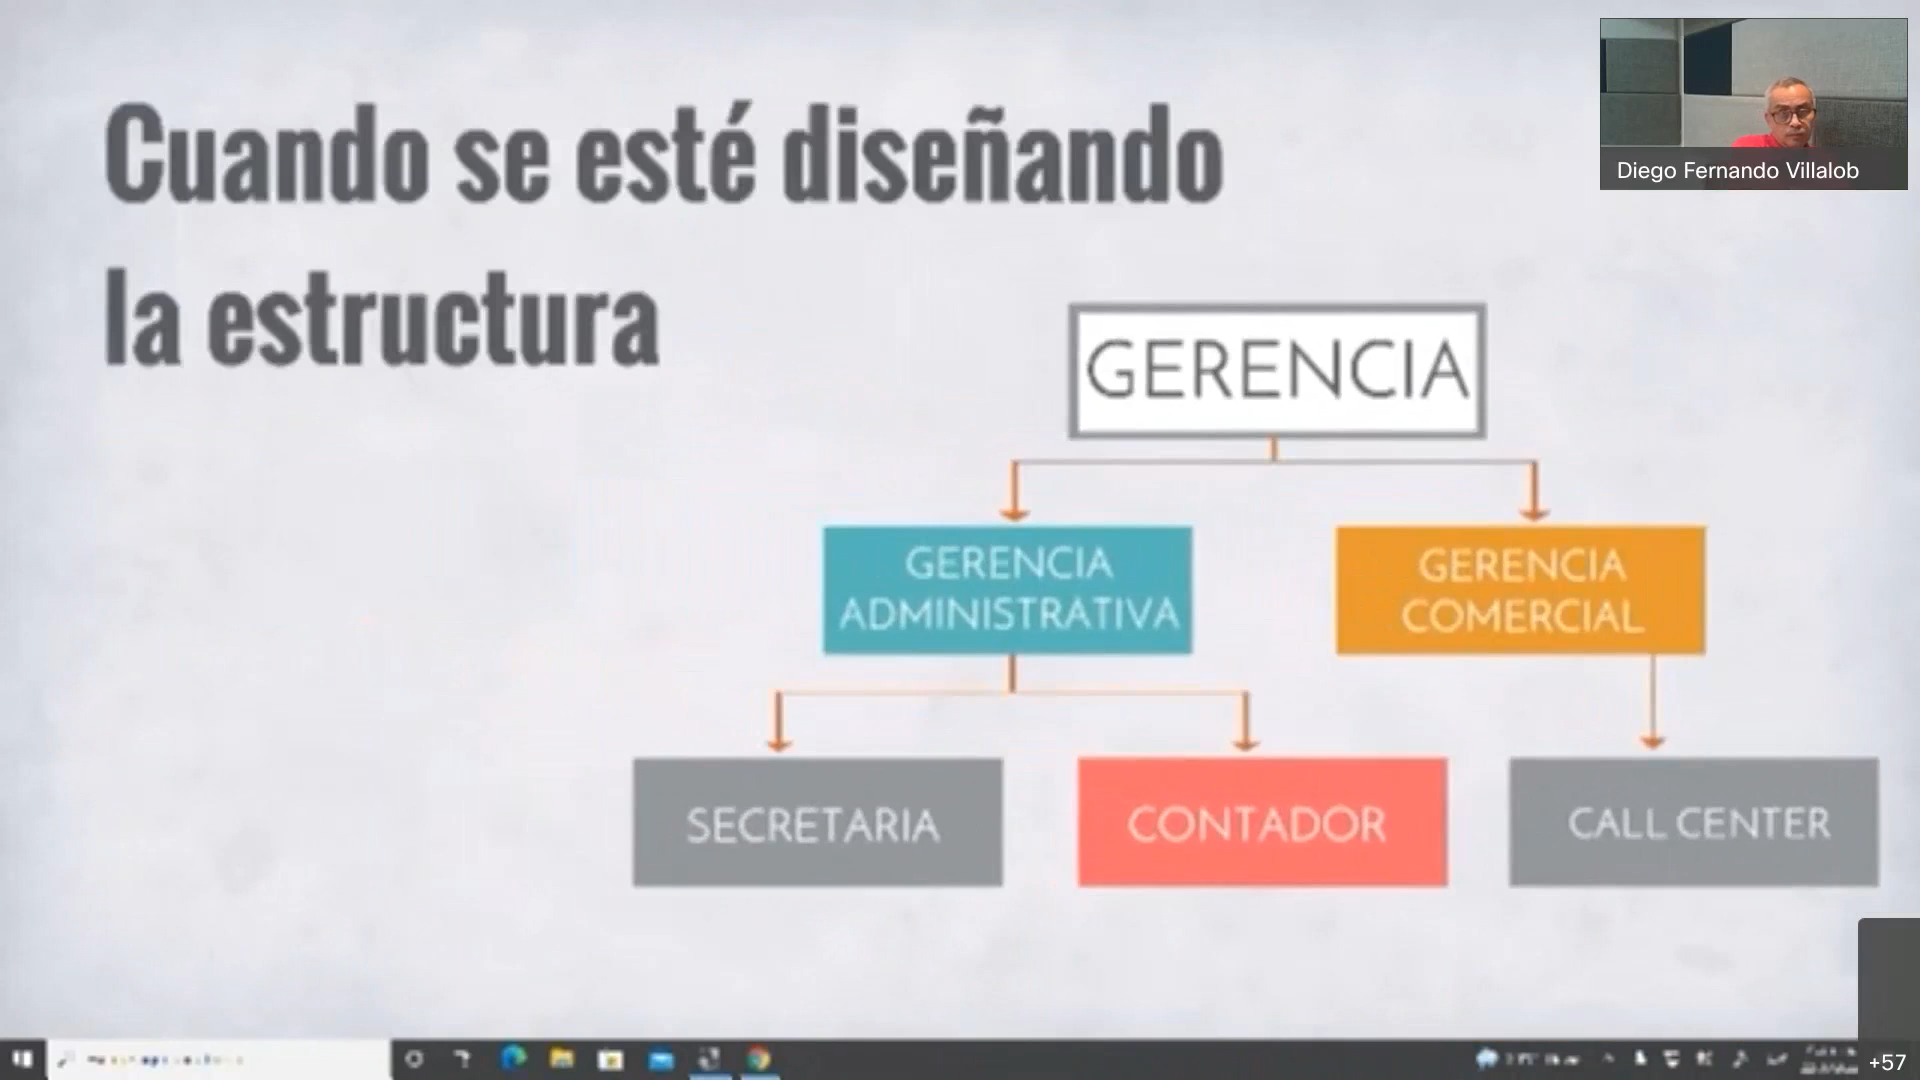 Cuando se esté diseñando
la estructura
Diego Fernando Villalob
GERENCIA
GERENCIA
ADMINISTRATIVA
GERENCIA
COMERCIAL
SECRETARIA
CONTADOR
CALL CENTER
+57